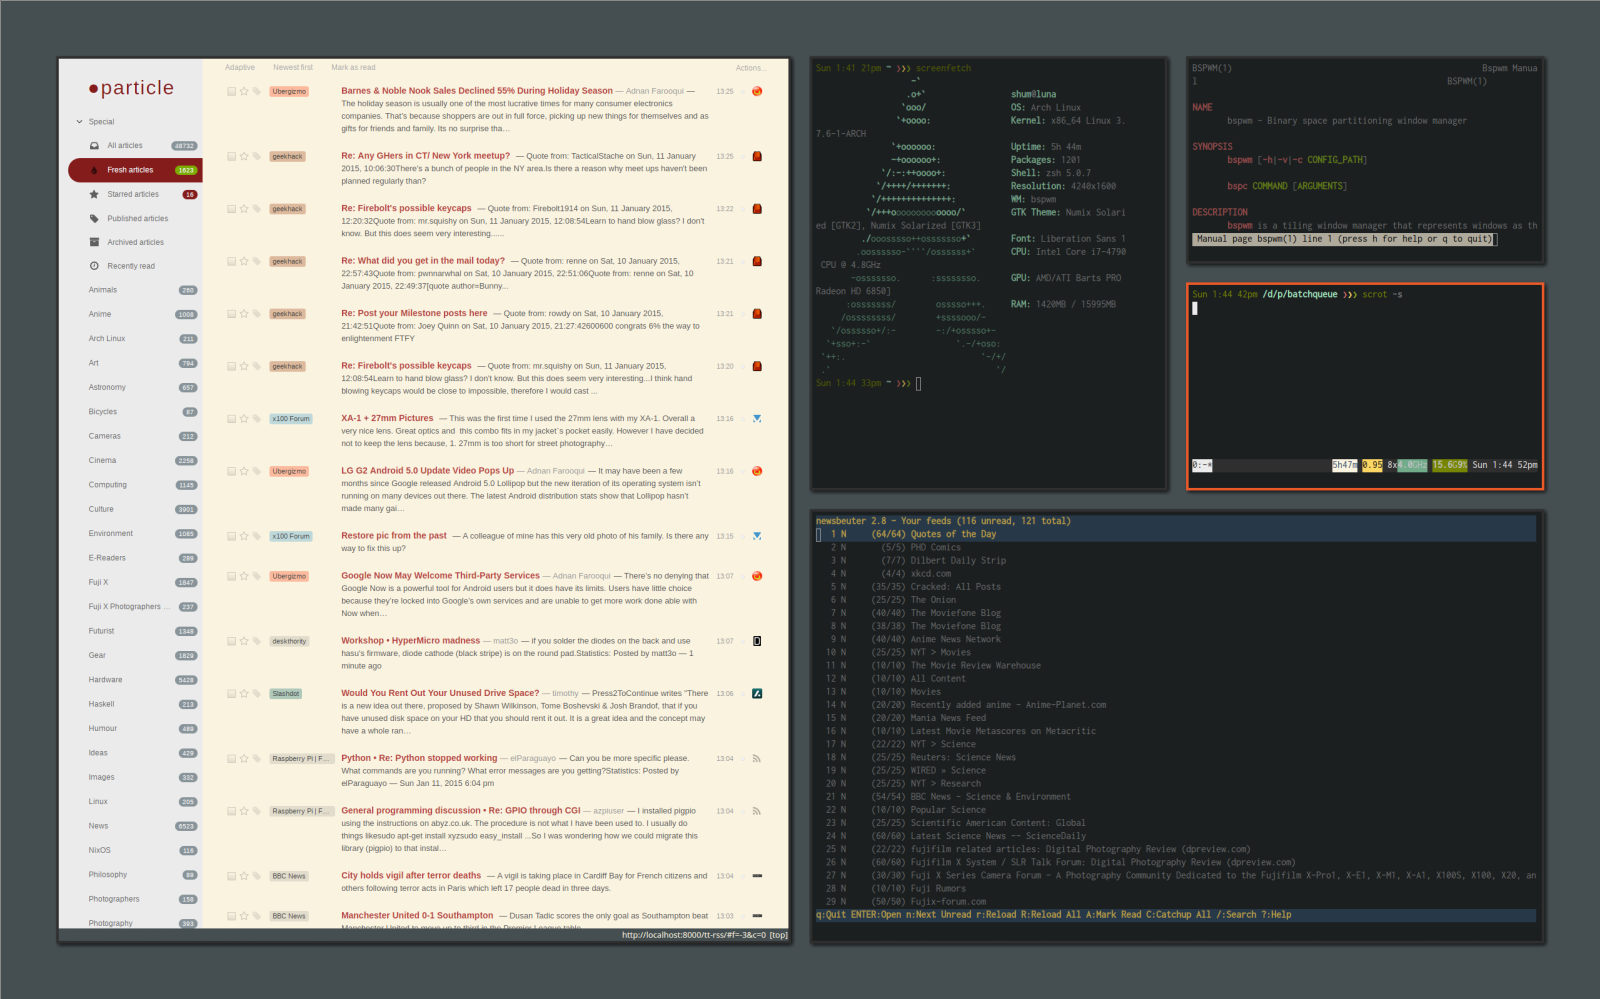 ●particle
Special
All articles 48732
Fresh articles 1623
Starred articles 16
Published articles
Archived articles
Recently read
Animals 260
Anime 1008
Arch Linux 211
Art 794
Astronomy 657
Bicycles 87
Cameras 212
Cinema 2258
Computing 1145
Culture 3901
Environment 1085
E-Readers 289
Fuji X 1847
Fuji X Photographers ... 237
Futurist 1348
Gear 1829
Hardware 5428
Haskell 213
Humour 489
Ideas 429
Images 332
Linux 205
News 6523
NixOS 116
Philosophy 89
Photographers 158
Photography 393
Adaptive Newest first Mark as read Actions...
Ubergizmo Barnes & Noble Nook Sales Declined 55% During Holiday Season — Adnan Farooqui — 13:25
The holiday season is usually one of the most lucrative times for many consumer electronics
companies. That's because shoppers are out in full force, picking up new things for themselves and as
gifts for friends and family. Its no surprise tha…
geekhack Re: Any GHers in CT/ New York meetup? — Quote from: TacticalStache on Sun, 11 January 13:25
2015, 10:06:30There's a bunch of people in the NY area.Is there a reason why meet ups haven't been
planned regularly than?
geekhack Re: Firebolt's possible keycaps — Quote from: Firebolt1914 on Sun, 11 January 2015, 13:22
12:20:32Quote from: mr.squishy on Sun, 11 January 2015, 12:08:54Learn to hand blow glass? I don't
know. But this does seem very interesting......
geekhack Re: What did you get in the mail today? — Quote from: renne on Sun, 11 January 2015, 13:21
22:57:43Quote from: pwnnarwhal on Sat, 10 January 2015, 22:51:06Quote from: renne on Sat, 10
January 2015, 22:49:37[quote author=Bunny...
geekhack Re: Post your Milestone posts here — Quote from: rowdy on Sat, 10 January 2015, 13:21
21:42:51Quote from: Joey Quinn on Sat, 10 January 2015, 21:27:42600600 congrats 6% the way to
enlightenment FTFY
geekhack Re: Firebolt's possible keycaps — Quote from: mr.squishy on Sun, 11 January 2015, 13:20
12:08:54Learn to hand blow glass? I don't know. But this does seem very interesting...I think hand
blowing keycaps would be close to impossible, therefore I would cast ...
x100 Forum XA-1 + 27mm Pictures — This was the first time I used the 27mm lens with my XA-1. Overall a 13:16
very nice lens. Great optics and this combo fits in my jacket`s pocket easily. However I have decided
not to keep the lens because, 1. 27mm is too short for street photography…
Ubergizmo LG G2 Android 5.0 Update Video Pops Up — Adnan Farooqui — It may have been a few 13:16
months since Google released Android 5.0 Lollipop but the new iteration of its operating system isn't
running on many devices out there. The latest Android distribution stats show that Lollipop hasn't
made many gai…
x100 Forum Restore pic from the past — A colleague of mine has this very old photo of his family. Is there any 13:15
way to fix this up?
Ubergizmo Google Now May Welcome Third-Party Services — Adnan Farooqui — There's no denying that 13:07
Google Now is a powerful tool for Android users but it does have its limits. Users have little choice
because they're locked into Google's own services and are unable to get more work done able with
Now when…
deskthority Workshop • HyperMicro madness — matt3o — if you solder the diodes on the back and use 13:07
hasu's firmware, diode cathode (black stripe) is on the round pad.Statistics: Posted by matt3o — 1
minute ago
Slashdot Would You Rent Out Your Unused Drive Space? — timothy — Press2ToContinue writes "There 13:06
is a new idea out there, proposed by Shawn Wilkinson, Tome Boshevski & Josh Brandof, that if you
have unused disk space on your HD that you should rent it out. It is a great idea and the concept may
have a whole ran…
Raspberry Pi | F… Python • Re: Python stopped working — elParaguayo — Can you be more specific please. 13:04
What commands are you running? What error messages are you getting?Statistics: Posted by
elParaguayo — Sun Jan 11, 2015 6:04 pm
Raspberry Pi | F… General programming discussion • Re: GPIO through CGI — azpiuser — I installed pigpio 13:04
using the instructions on abyz.co.uk. The procedure is not what I have been used to. I usually do
things likesudo apt-get install xyzsudo easy_install ...So I was wondering how we could migrate this
library (pigpio) to that instal…
BBC News City holds vigil after terror deaths — A vigil is taking place in Cardiff Bay for French citizens and 13:04
others following terror acts in Paris which left 17 people dead in three days.
BBC News Manchester United 0-1 Southampton — Dusan Tadic scores the only goal as Southampton beat 13:03
Manchester United to move up to third in the Premier League table.
http://localhost:8000/tt-rss/#f=-3&c=0 [top]
Sun 1:41 21pm ~ ❯❯❯ screenfetch
shum@luna
OS: Arch Linux
Kernel: x86_64 Linux 3.
7.6-1-ARCH
Uptime: 5h 44m
Packages: 1201
Shell: zsh 5.0.7
Resolution: 4240x1600
WM: bspwm
GTK Theme: Numix Solari
ed [GTK2], Numix Solarized [GTK3]
Font: Liberation Sans 1
CPU: Intel Core i7-4790
CPU @ 4.8GHz
GPU: AMD/ATI Barts PRO
Radeon HD 6850]
RAM: 1420MB / 15995MB
Sun 1:44 33pm ~ ❯❯❯
BSPWM(1) Bspwm Manua
l BSPWM(1)
NAME
bspwm - Binary space partitioning window manager
SYNOPSIS
bspwm [-h|-v|-c CONFIG_PATH]
bspc COMMAND [ARGUMENTS]
DESCRIPTION
bspwm is a tiling window manager that represents windows as th
Manual page bspwm(1) line 1 (press h for help or q to quit)
Sun 1:44 42pm /d/p/batchqueue ❯❯❯ scrot -s
0:-* 5h47m 0.95 8x4.0GHz 15.6G9% Sun 1:44 52pm
newsbeuter 2.8 - Your feeds (116 unread, 121 total)
1 N (64/64) Quotes of the Day
2 N (5/5) PHD Comics
3 N (7/7) Dilbert Daily Strip
4 N (4/4) xkcd.com
5 N (35/35) Cracked: All Posts
6 N (25/25) The Onion
7 N (40/40) The Moviefone Blog
8 N (38/38) The Moviefone Blog
9 N (40/40) Anime News Network
10 N (25/25) NYT > Movies
11 N (10/10) The Movie Review Warehouse
12 N (10/10) All Content
13 N (10/10) Movies
14 N (20/20) Recently added anime - Anime-Planet.com
15 N (20/20) Mania News Feed
16 N (10/10) Latest Movie Metascores on Metacritic
17 N (22/22) NYT > Science
18 N (25/25) Reuters: Science News
19 N (25/25) WIRED » Science
20 N (25/25) NYT > Research
21 N (54/54) BBC News - Science & Environment
22 N (10/10) Popular Science
23 N (25/25) Scientific American Content: Global
24 N (60/60) Latest Science News -- ScienceDaily
25 N (22/22) fujifilm related articles: Digital Photography Review (dpreview.com)
26 N (60/60) Fujifilm X System / SLR Talk Forum: Digital Photography Review (dpreview.com)
27 N (30/30) Fuji X Series Camera Forum - A Photography Community Dedicated to the Fujifilm X-Pro1, X-E1, X-M1, X-A1, X100S, X100, X20, an
28 N (10/10) Fuji Rumors
29 N (50/50) Fujix-forum.com
q:Quit ENTER:Open n:Next Unread r:Reload R:Reload All A:Mark Read C:Catchup All /:Search ?:Help